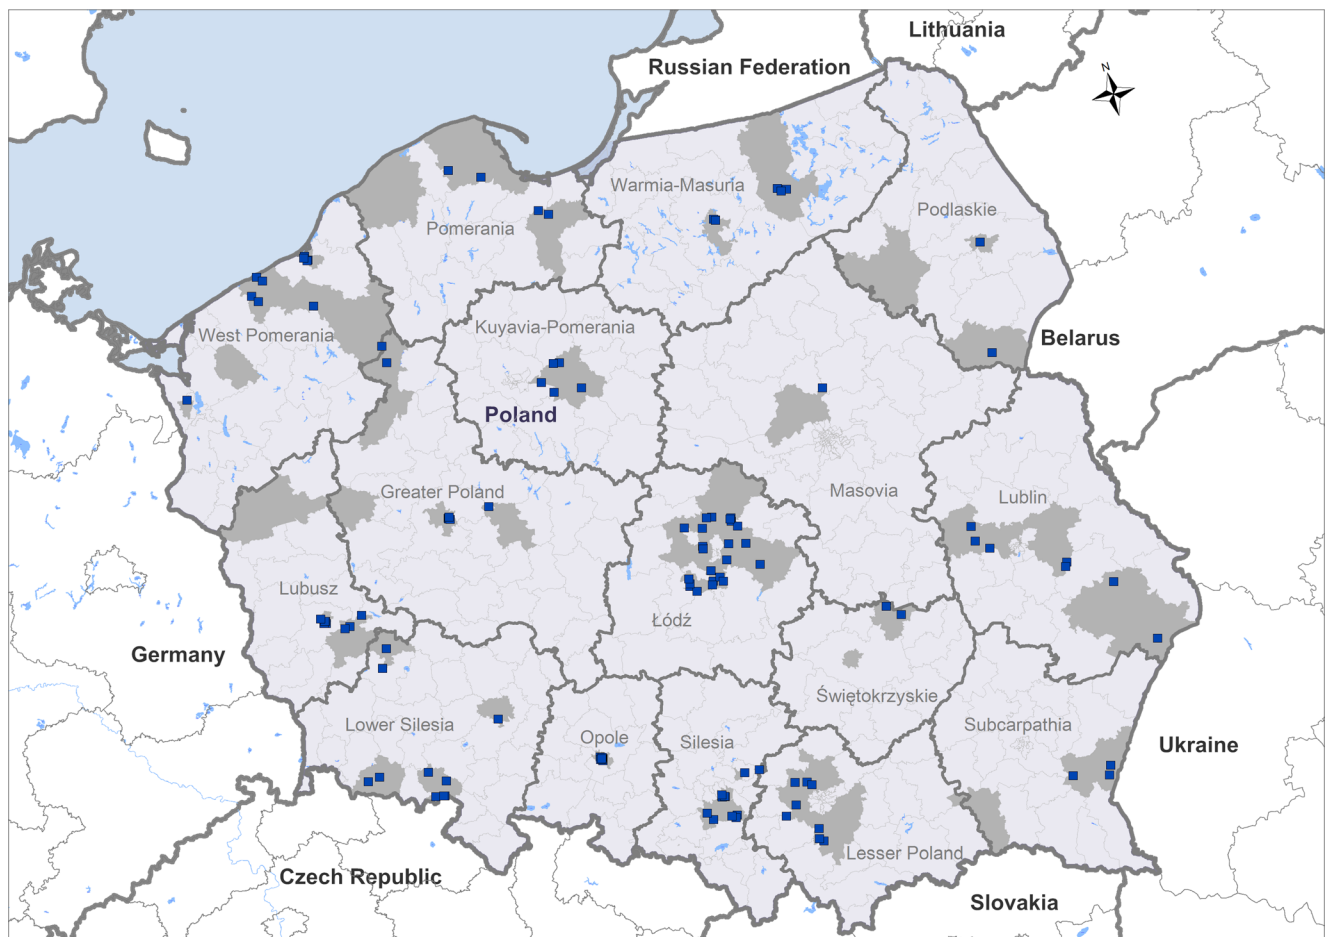 Lithuania
Russian Federation
N
Warmia-Masuria
Podlaskie
Pomerania
West Pomerania
Kuyavia-Pomerania
Belarus
Poland
Greater Poland
Masovia
Lublin
Lubusz
Łódź
Germany
Świętokrzyskie
Lower Silesia
Opole
Silesia
Subcarpathia
Ukraine
Lesser Poland
Czech Republic
Slovakia